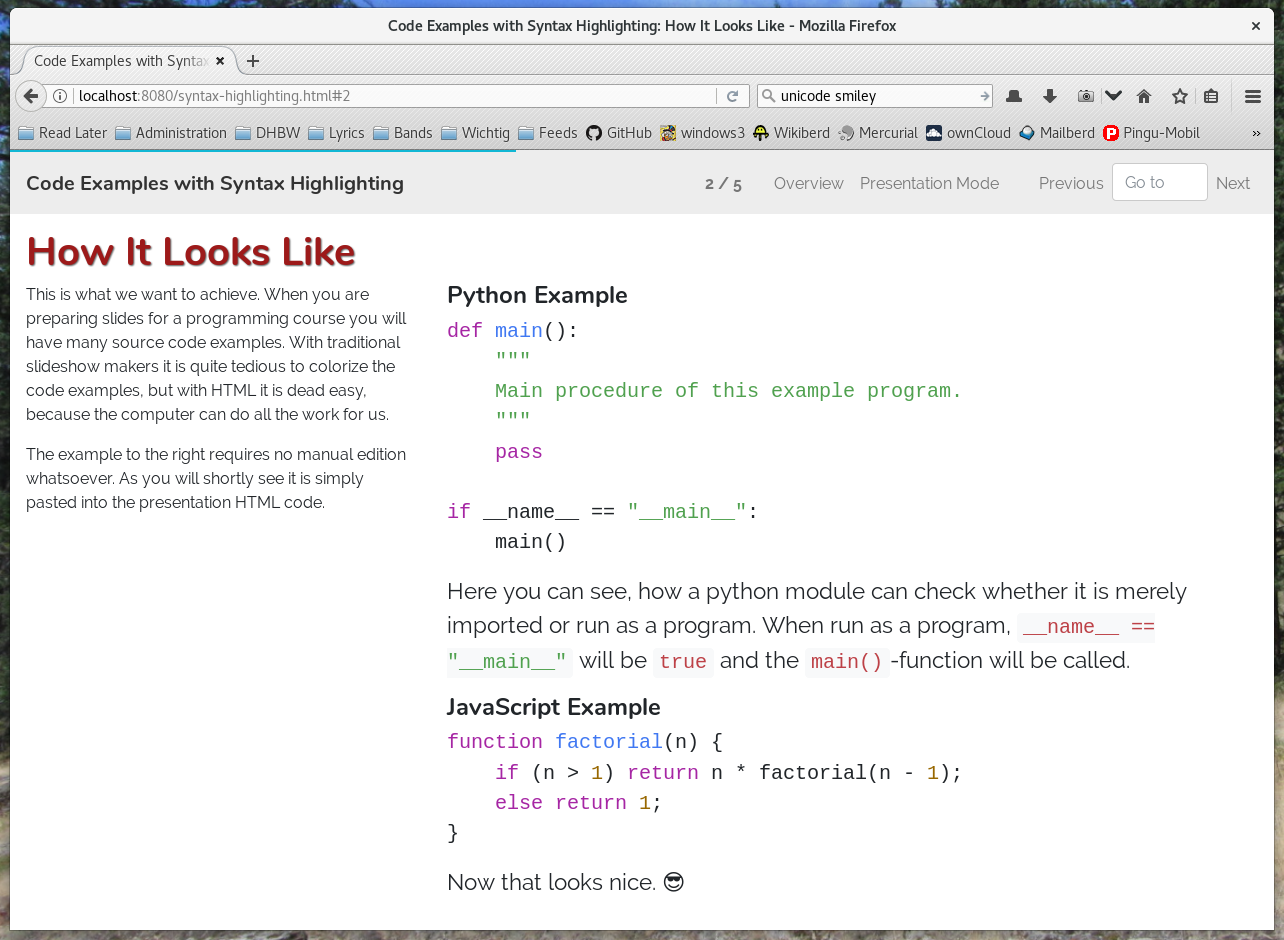 Code Examples with Syntax Highlighting: How It Looks Like - Mozilla Firefox
Code Examples with Syntax
localhost:8080/syntax-highlighting.html#2
unicode smiley
Read Later Administration DHBW Lyrics Bands Wichtig Feeds GitHub windows3 Wikiberd Mercurial ownCloud Mailberd Pingu-Mobil »
Code Examples with Syntax Highlighting 2 / 5 Overview Presentation Mode Previous Go to Next
How It Looks Like
This is what we want to achieve. When you are
preparing slides for a programming course you will
have many source code examples. With traditional
slideshow makers it is quite tedious to colorize the
code examples, but with HTML it is dead easy,
because the computer can do all the work for us.
The example to the right requires no manual edition
whatsoever. As you will shortly see it is simply
pasted into the presentation HTML code.
Python Example
def main():
    """
    Main procedure of this example program.
    """
    pass
if __name__ == "__main__":
    main()
Here you can see, how a python module can check whether it is merely
imported or run as a program. When run as a program, __name__ ==
"__main__" will be true and the main()-function will be called.
JavaScript Example
function factorial(n) {
    if (n > 1) return n * factorial(n - 1);
    else return 1;
}
Now that looks nice. 😎